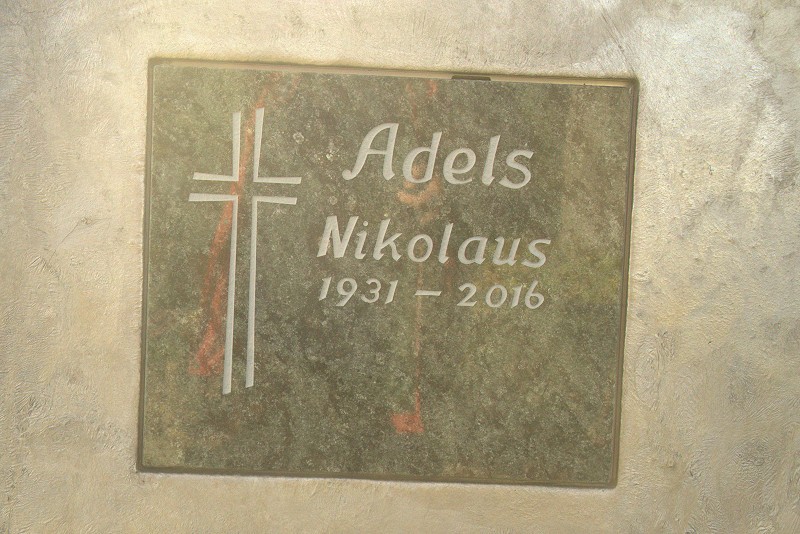 Adels
Nikolaus
1931 – 2016